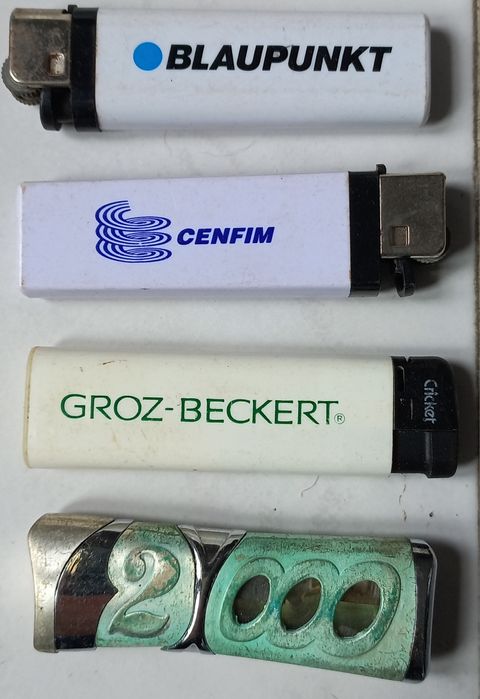 BLAUPUNKT
CENFIM
GROZ-BECKERT®
Cricket
2000